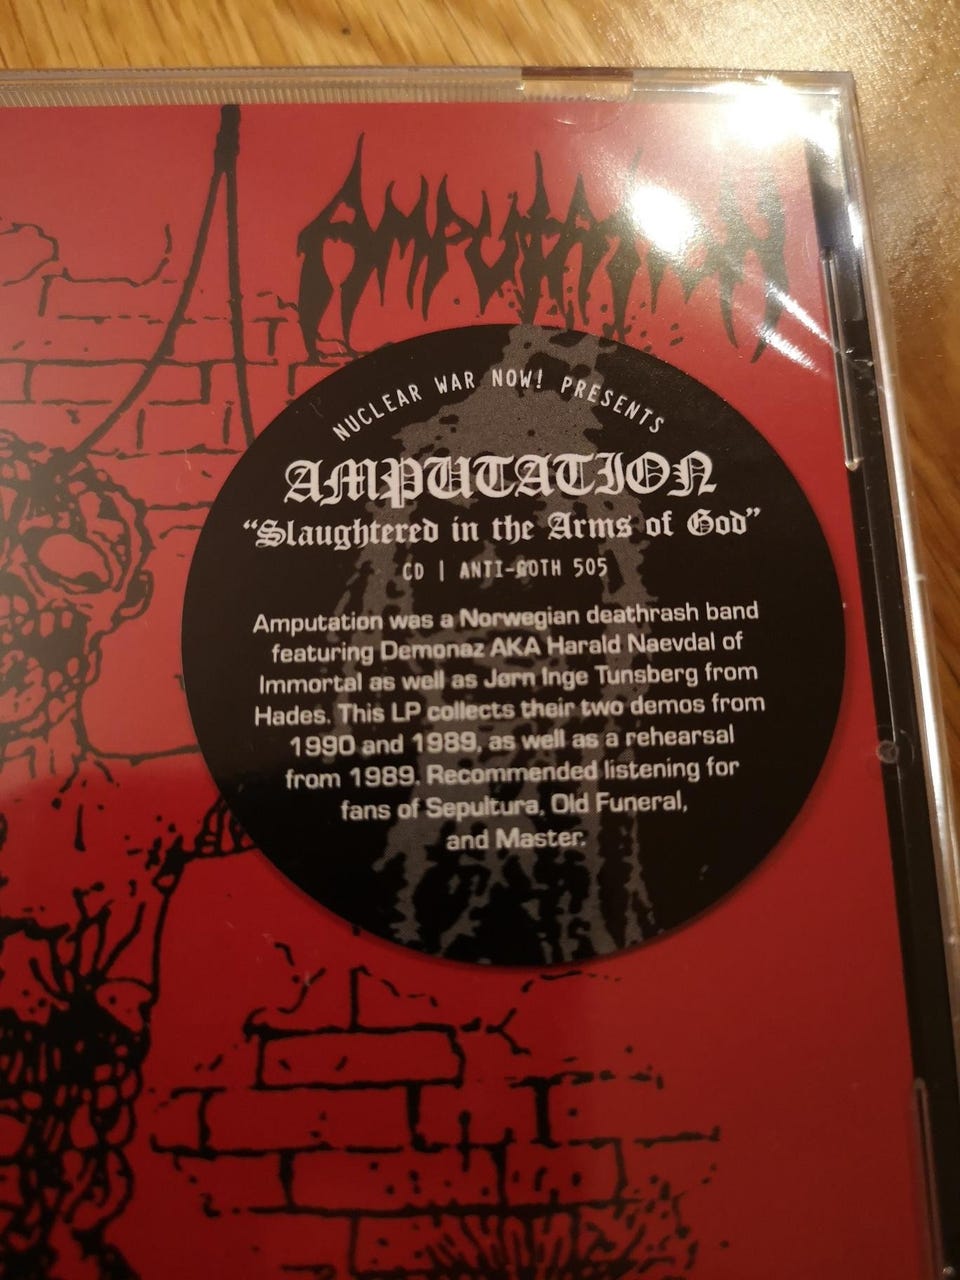 AMPUTATION
NUCLEAR WAR NOW! PRESENTS
AMPUTATION
"Slaughtered in the Arms of God"
CD | ANTI-GOTH 505
Amputation was a Norwegian deathrash band
featuring Demonaz AKA Harald Naevdal of
Immortal as well as Jørn Inge Tunsberg from
Hades. This LP collects their two demos from
1990 and 1989, as well as a rehearsal
from 1989. Recommended listening for
fans of Sepultura, Old Funeral,
and Master.